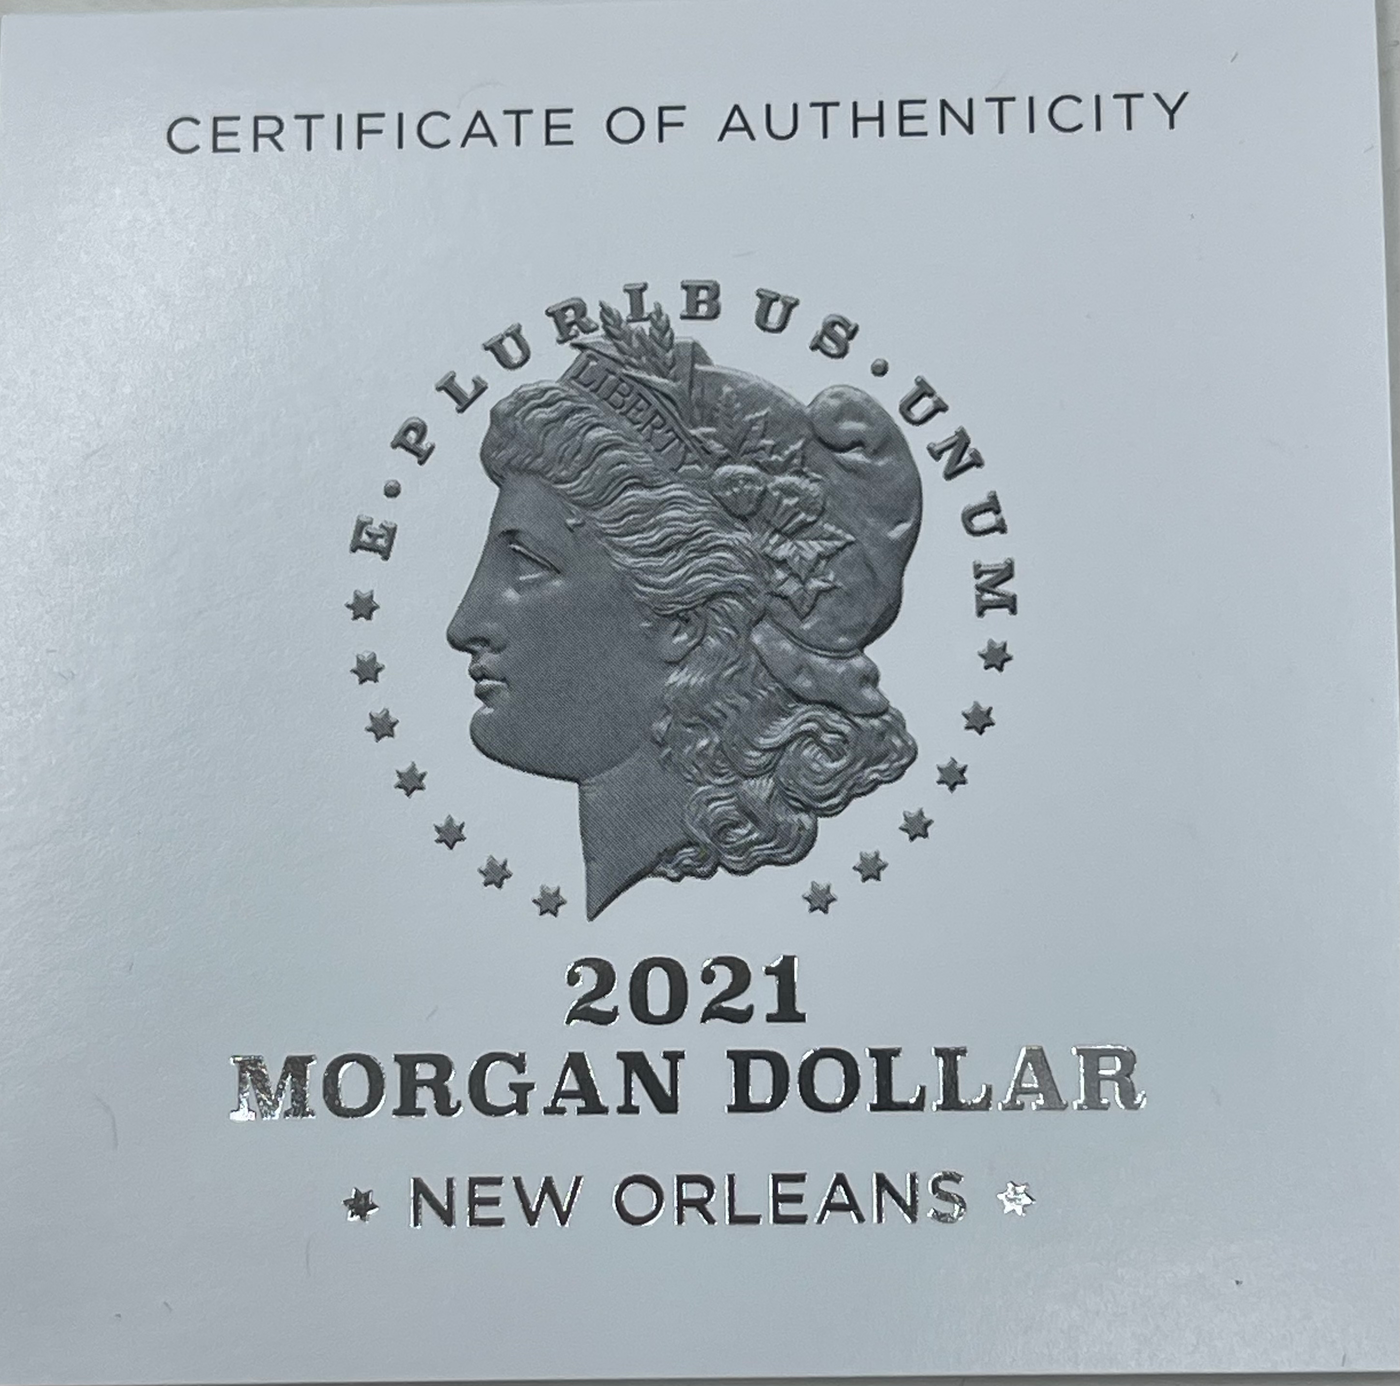 CERTIFICATE OF AUTHENTICITY
E·PLURIBUS·UNUM
LIBERTY
2021
MORGAN DOLLAR
NEW ORLEANS